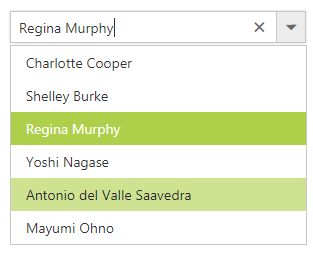 Regina Murphy
Charlotte Cooper
Shelley Burke
Regina Murphy
Yoshi Nagase
Antonio del Valle Saavedra
Mayumi Ohno